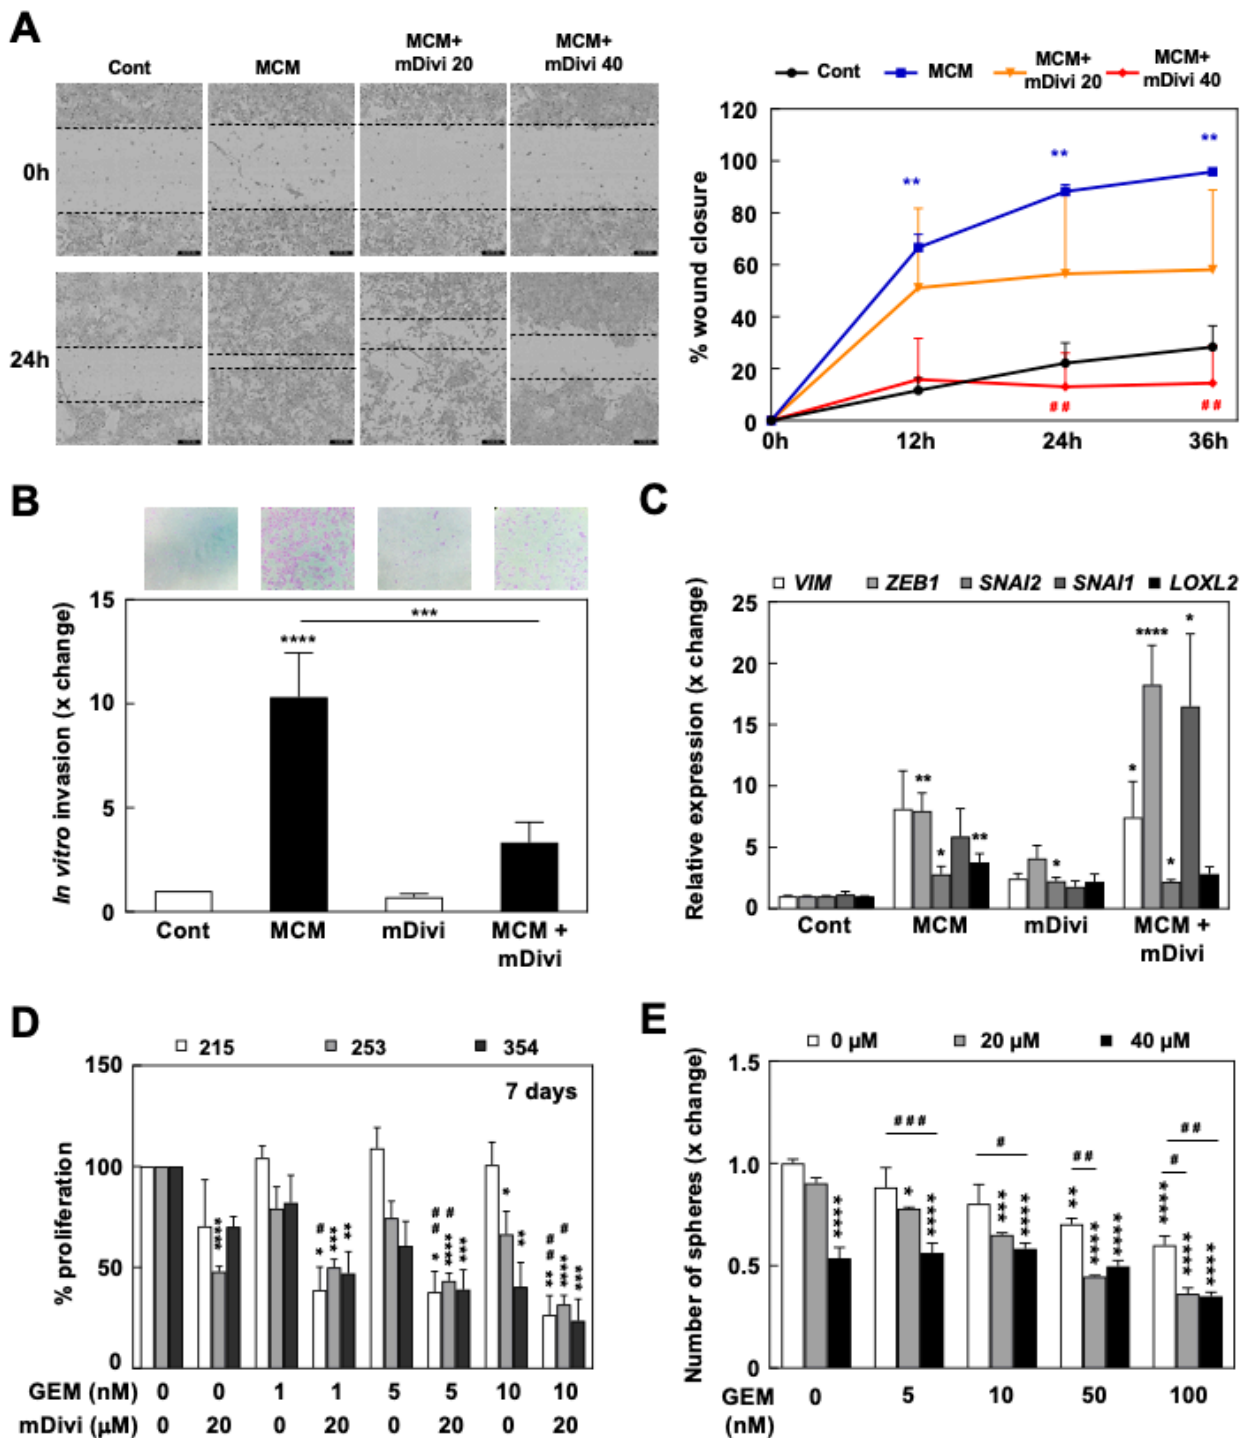 A
Cont
MCM
MCM+
mDivi 20
MCM+
mDivi 40
0h
24h
Cont
MCM
MCM+
mDivi 20
MCM+
mDivi 40
% wound closure
120
100
80
60
40
20
0
**
**
**
##
##
0h
12h
24h
36h
B
In vitro invasion (x change)
15
10
5
0
****
***
Cont
MCM
mDivi
MCM +
mDivi
C
VIM
ZEB1
SNAI2
SNAI1
LOXL2
Relative expression (x change)
25
20
15
10
5
0
**
*
**
*
*
****
*
*
Cont
MCM
mDivi
MCM +
mDivi
D
215
253
354
7 days
% proliferation
150
100
50
0
****
##
*
***
**
*
##
*
#
****
***
**
##
**
#
****
***
GEM (nM) 0 0 1 1 5 5 10 10
mDivi (μM) 0 20 0 20 0 20 0 20
E
0 μM
20 μM
40 μM
Number of spheres (x change)
1.5
1.0
0.5
0
****
###
*
****
#
***
****
##
**
****
****
##
#
****
****
****
GEM
(nM)
0
5
10
50
100